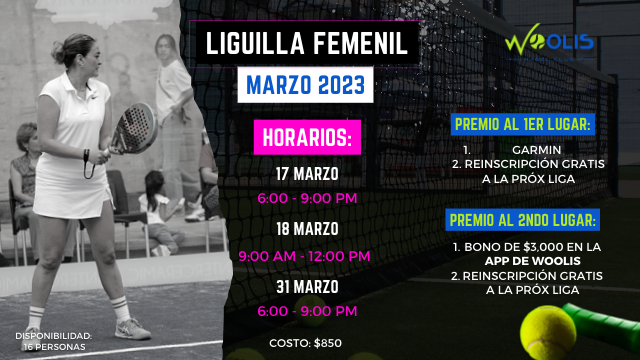 LIGUILLA FEMENIL
MARZO 2023
WOOLIS
HORARIOS:
17 MARZO
6:00 - 9:00 PM
18 MARZO
9:00 AM - 12:00 PM
31 MARZO
6:00 - 9:00 PM
COSTO: $850
PREMIO AL 1ER LUGAR:
1. GARMIN
2. REINSCRIPCIÓN GRATIS
A LA PRÓX LIGA
PREMIO AL 2NDO LUGAR:
1. BONO DE $3,000 EN LA
APP DE WOOLIS
2. REINSCRIPCIÓN GRATIS
A LA PRÓX LIGA
DISPONIBILIDAD:
16 PERSONAS